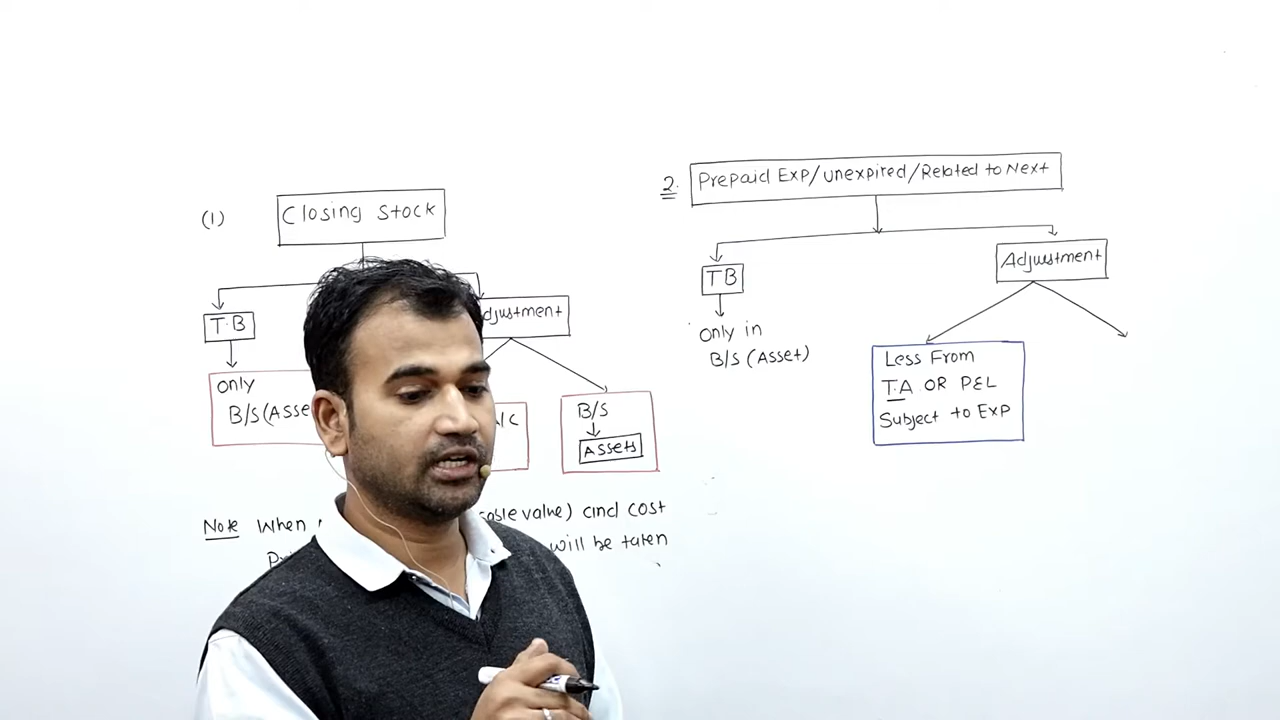 (1)
Closing Stock
T.B
only
B/S (Asse
djustment
A/C
B/S
Assets
Note When
value) and cost
will be taken
2. Prepaid Exp/unexpired/Related to Next
TB
only in
B/S (Asset)
Adjustment
Less From
T.A OR P&L
Subject to Exp